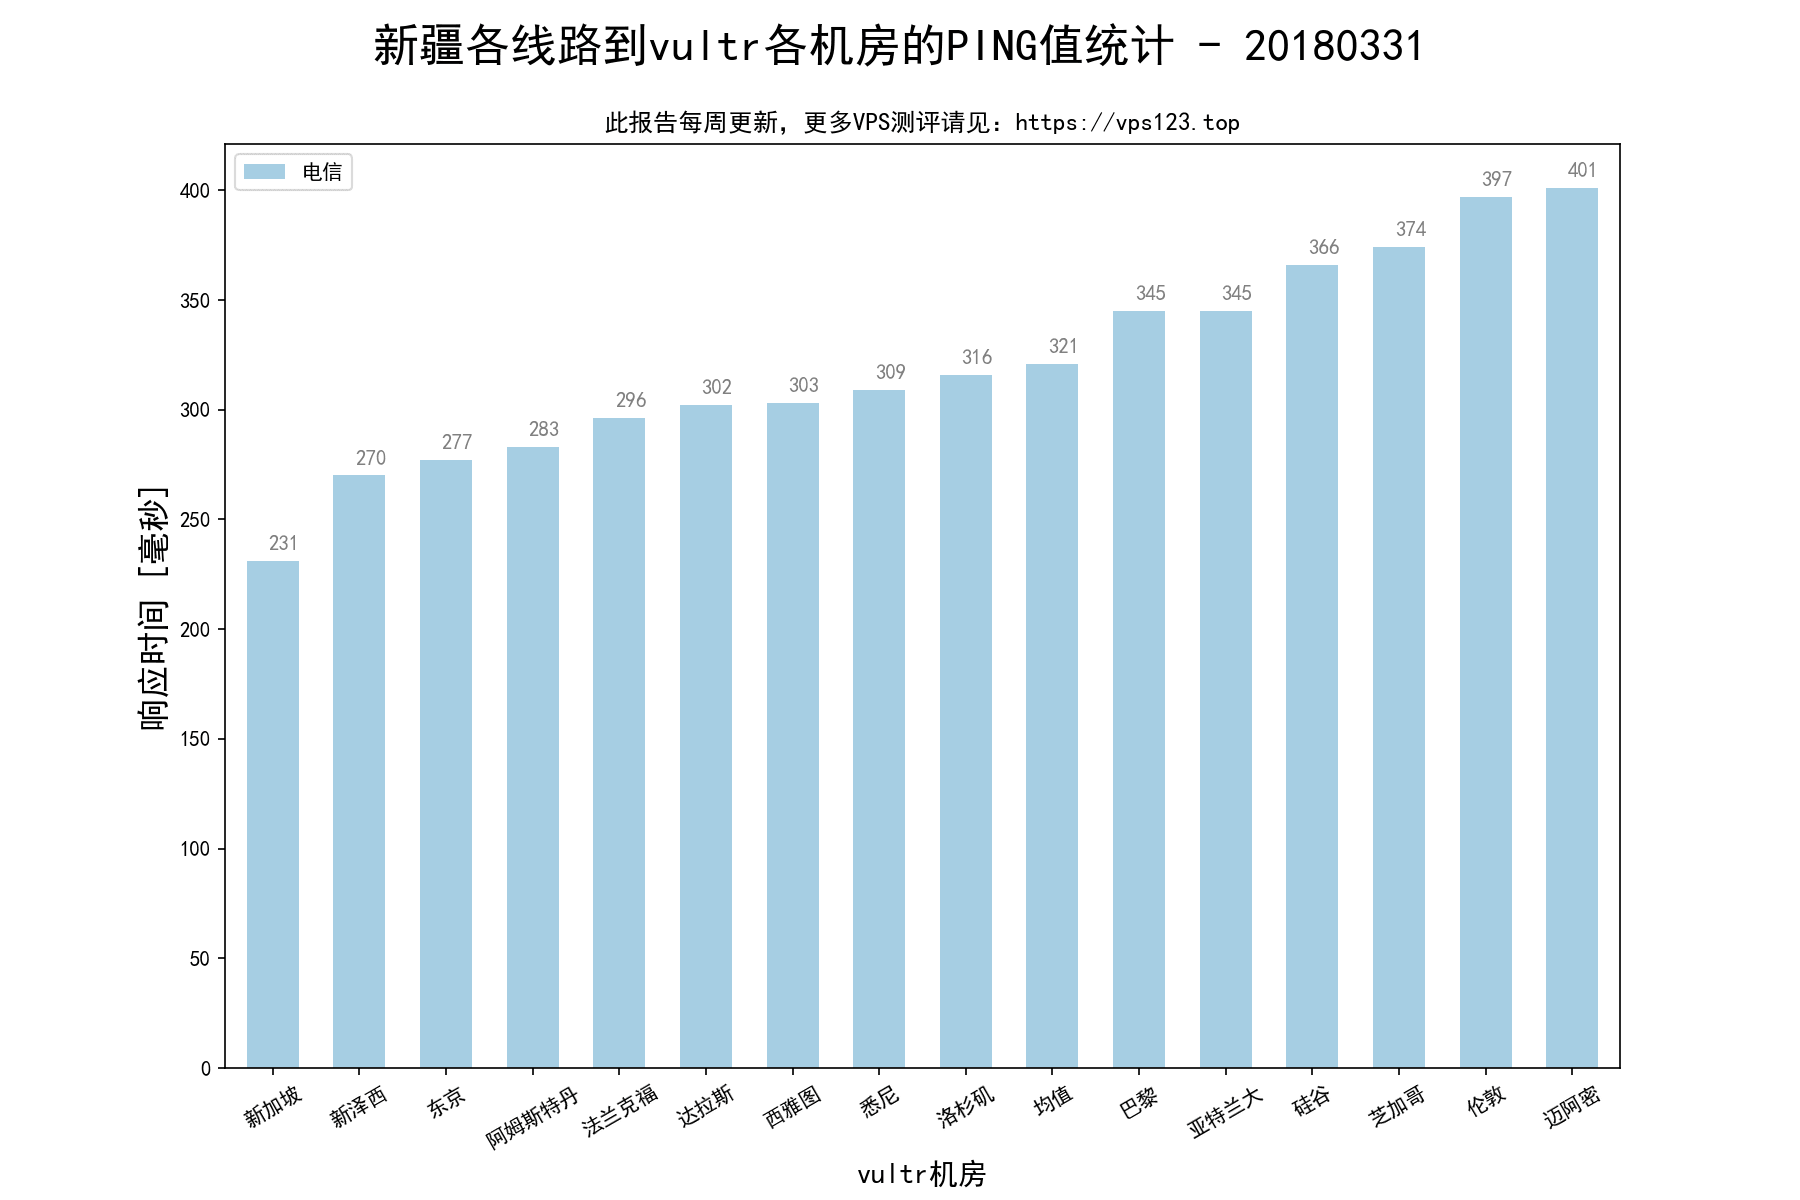 新疆各线路到vultr各机房的PING值统计 - 20180331
此报告每周更新，更多VPS测评请见：https://vps123.top
电信
响应时间 [毫秒]
400
350
300
250
200
150
100
50
0
231 270 277 283 296 302 303 309 316 321 345 345 366 374 397 401
新加坡 新泽西 东京 阿姆斯特丹 法兰克福 达拉斯 西雅图 悉尼 洛杉矶 均值 巴黎 亚特兰大 硅谷 芝加哥 伦敦 迈阿密
vultr机房